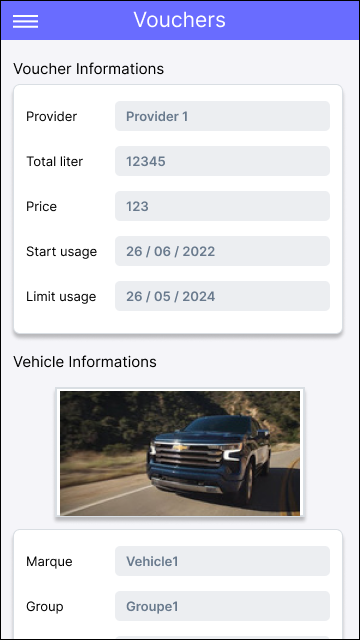 Vouchers
Voucher Informations
Provider Provider 1
Total liter 12345
Price 123
Start usage 26 / 06 / 2022
Limit usage 26 / 05 / 2024
Vehicle Informations
Marque Vehicle1
Group Groupe1